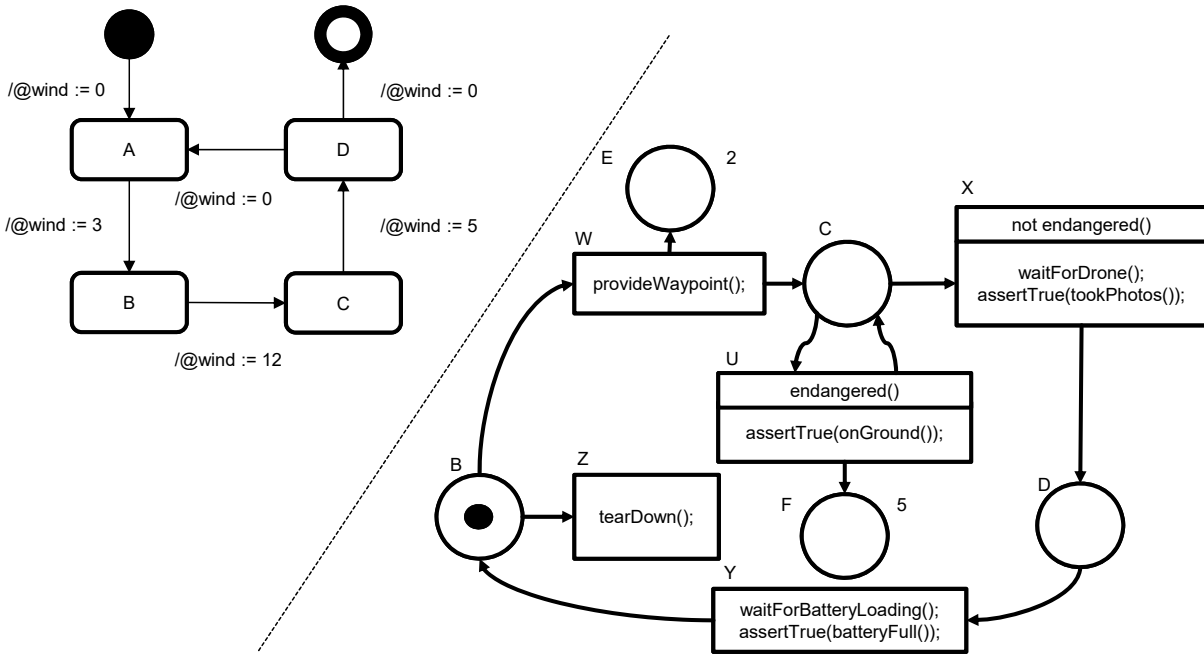 /@wind := 0
/@wind := 0
A
D
/@wind := 0
/@wind := 3
/@wind := 5
B
C
/@wind := 12
E
2
W
provideWaypoint();
C
X
not endangered()
waitForDrone();
assertTrue(tookPhotos());
U
endangered()
assertTrue(onGround());
B
Z
tearDown();
F
5
D
Y
waitForBatteryLoading();
assertTrue(batteryFull());